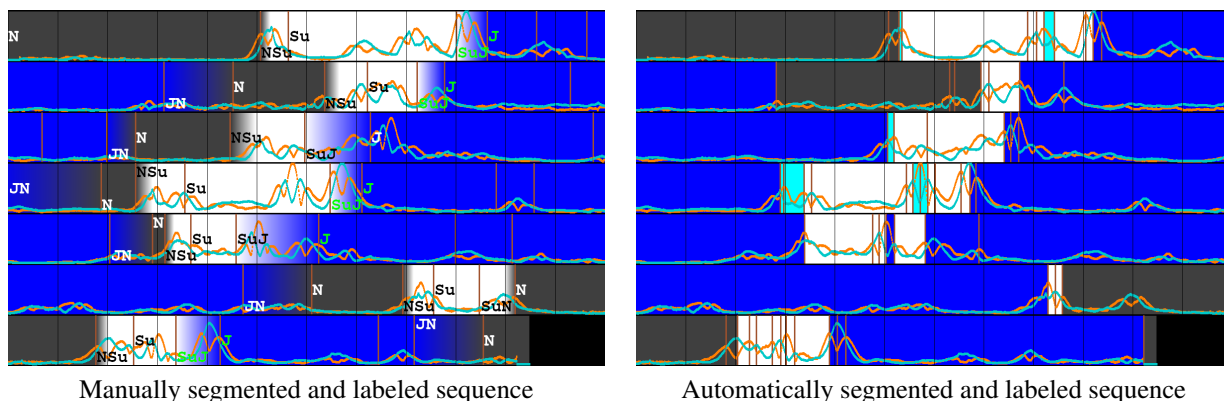 N NSu Su SuJ J
JN N NSu Su SuJ J
JN N NSu SuJ J
JN N NSu Su SuJ J
JN N NSu Su SuJ J
JN N NSu Su SuN N
NSu Su SuJ J JN N
Manually segmented and labeled sequence
Automatically segmented and labeled sequence